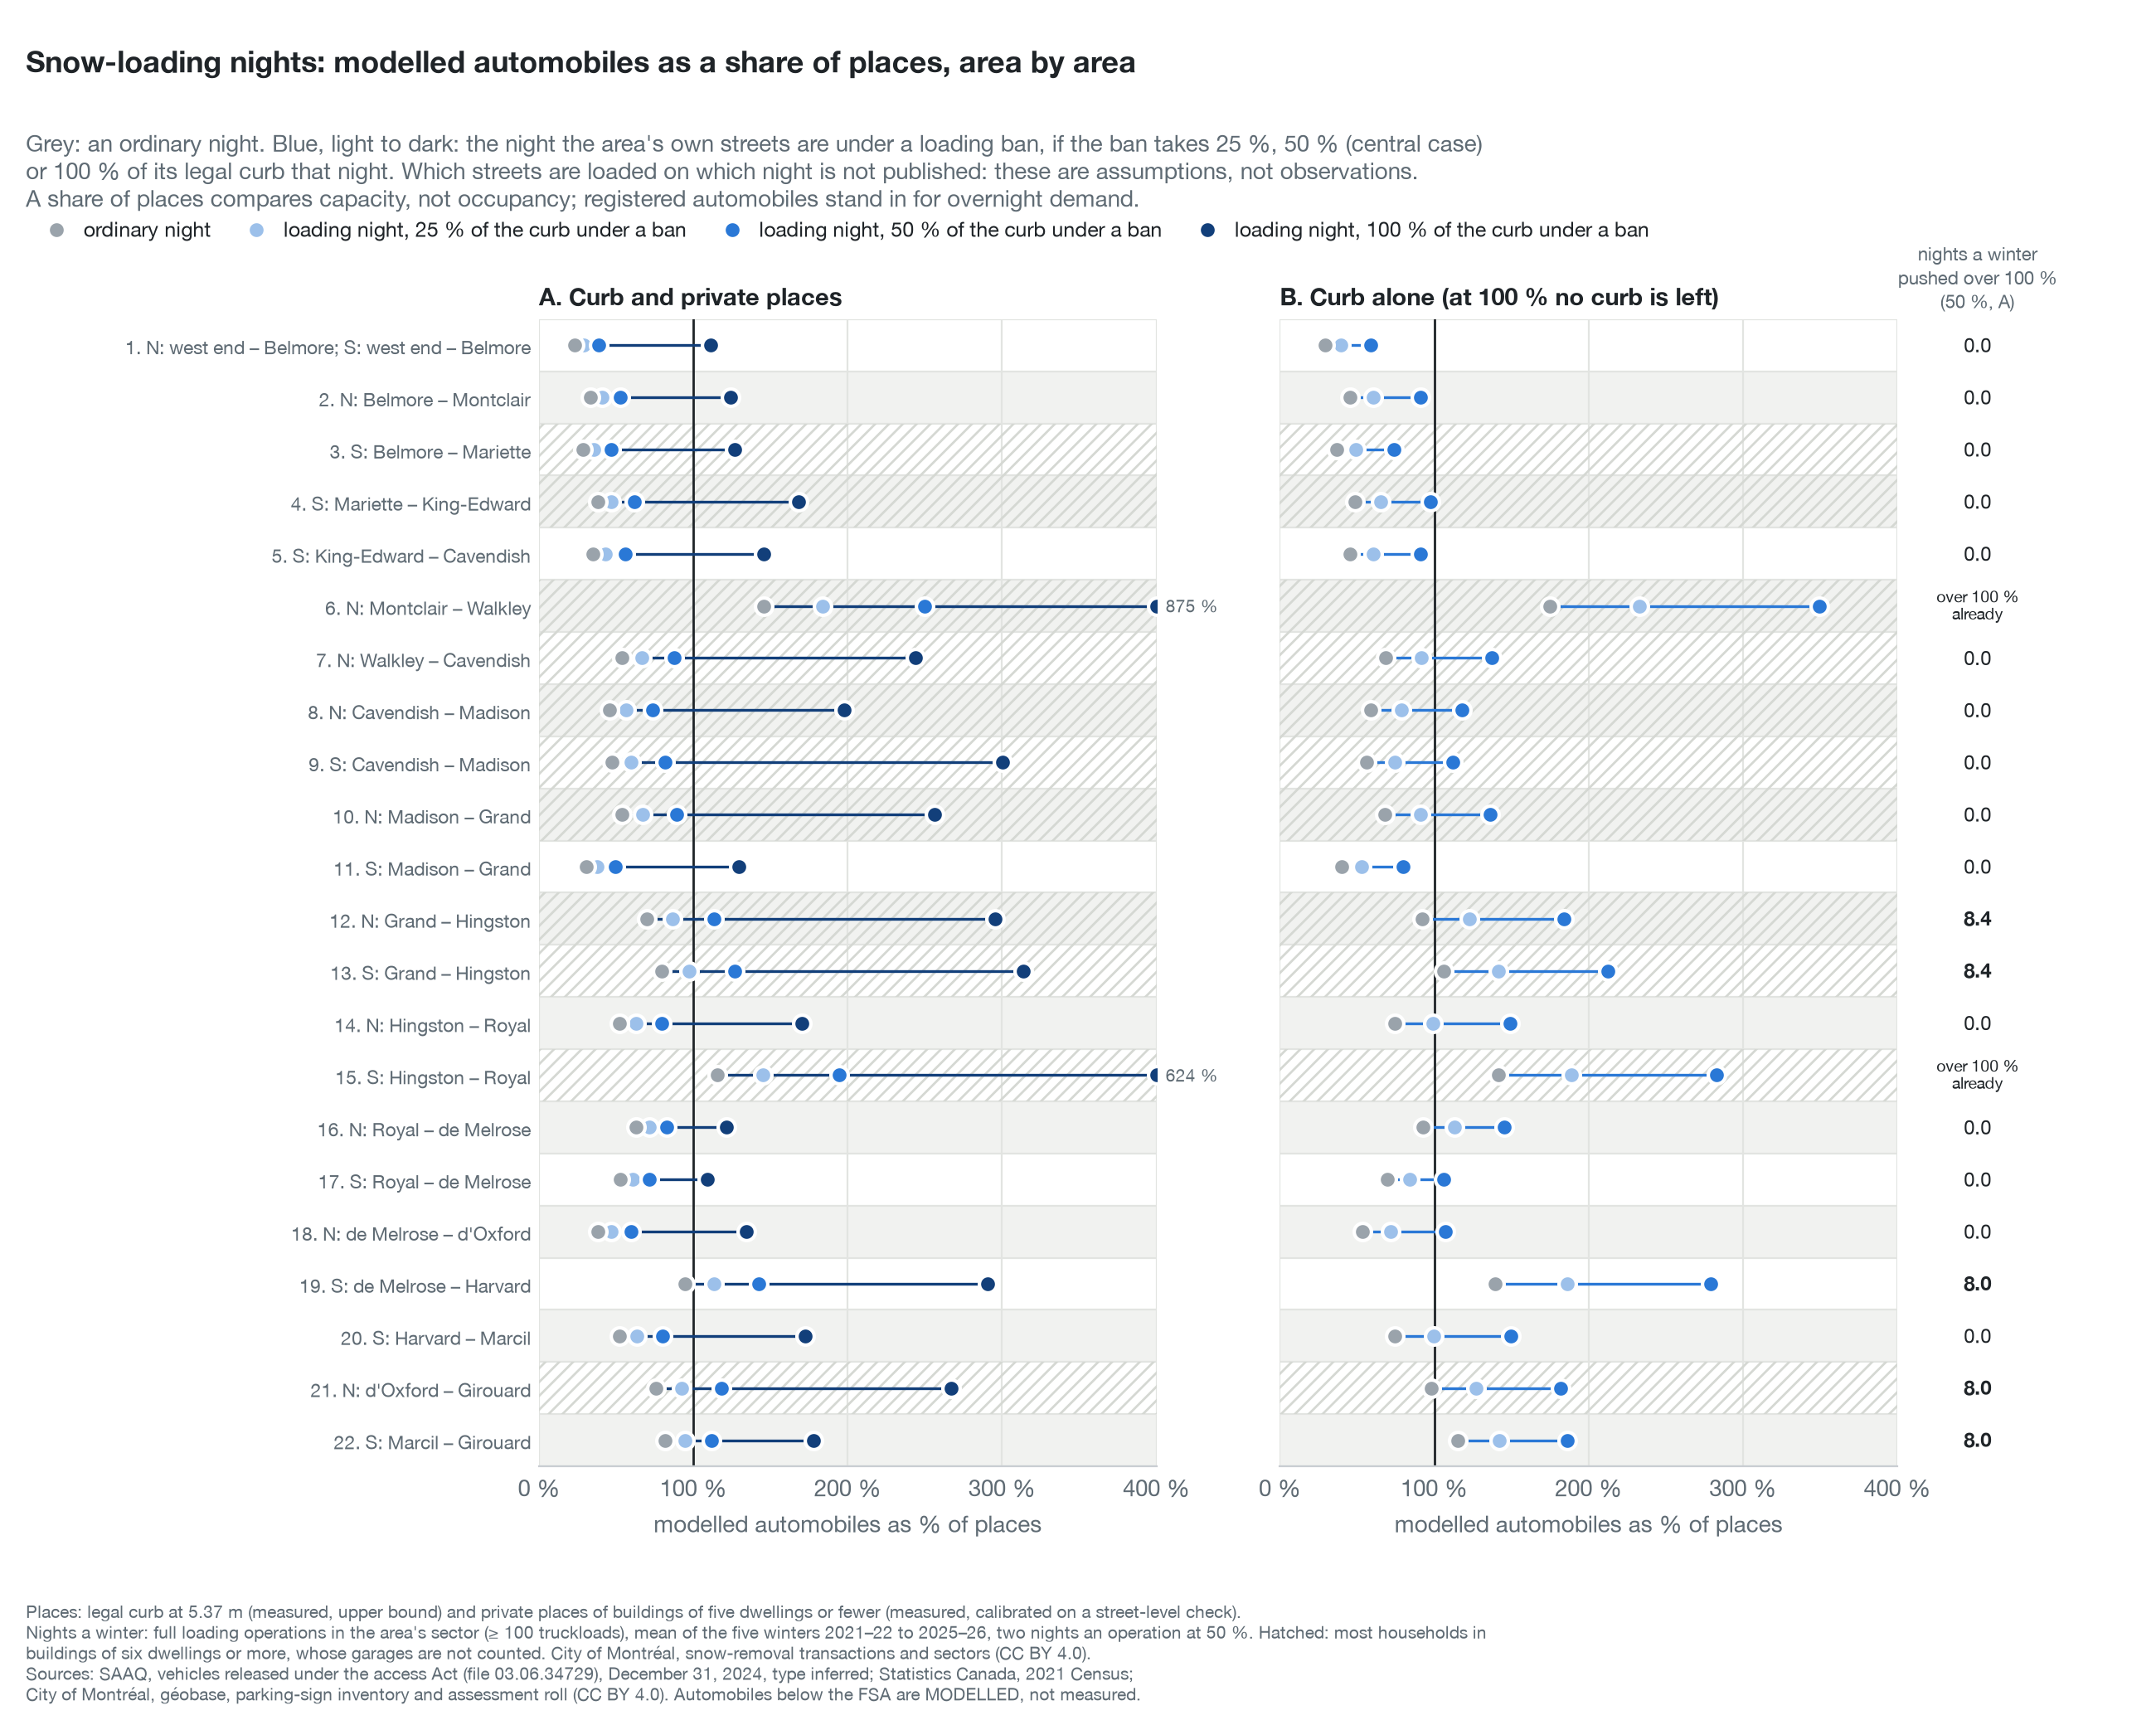 Snow-loading nights: modelled automobiles as a share of places, area by area
Grey: an ordinary night. Blue, light to dark: the night the area's own streets are under a loading ban, if the ban takes 25 %, 50 % (central case)
or 100 % of its legal curb that night. Which streets are loaded on which night is not published: these are assumptions, not observations.
A share of places compares capacity, not occupancy; registered automobiles stand in for overnight demand.
ordinary night
loading night, 25 % of the curb under a ban
loading night, 50 % of the curb under a ban
loading night, 100 % of the curb under a ban
nights a winter
pushed over 100 %
(50 %, A)
A. Curb and private places
B. Curb alone (at 100 % no curb is left)
1. N: west end – Belmore; S: west end – Belmore
0.0
2. N: Belmore – Montclair
0.0
3. S: Belmore – Mariette
0.0
4. S: Mariette – King-Edward
0.0
5. S: King-Edward – Cavendish
0.0
6. N: Montclair – Walkley
875 %
over 100 %
already
7. N: Walkley – Cavendish
0.0
8. N: Cavendish – Madison
0.0
9. S: Cavendish – Madison
0.0
10. N: Madison – Grand
0.0
11. S: Madison – Grand
0.0
12. N: Grand – Hingston
8.4
13. S: Grand – Hingston
8.4
14. N: Hingston – Royal
0.0
15. S: Hingston – Royal
624 %
over 100 %
already
16. N: Royal – de Melrose
0.0
17. S: Royal – de Melrose
0.0
18. N: de Melrose – d'Oxford
0.0
19. S: de Melrose – Harvard
8.0
20. S: Harvard – Marcil
0.0
21. N: d'Oxford – Girouard
8.0
22. S: Marcil – Girouard
8.0
0 % 100 % 200 % 300 % 400 %
0 % 100 % 200 % 300 % 400 %
modelled automobiles as % of places
modelled automobiles as % of places
Places: legal curb at 5.37 m (measured, upper bound) and private places of buildings of five dwellings or fewer (measured, calibrated on a street-level check).
Nights a winter: full loading operations in the area's sector (≥ 100 truckloads), mean of the five winters 2021–22 to 2025–26, two nights an operation at 50 %. Hatched: most households in
buildings of six dwellings or more, whose garages are not counted. City of Montréal, snow-removal transactions and sectors (CC BY 4.0).
Sources: SAAQ, vehicles released under the access Act (file 03.06.34729), December 31, 2024, type inferred; Statistics Canada, 2021 Census;
City of Montréal, géobase, parking-sign inventory and assessment roll (CC BY 4.0). Automobiles below the FSA are MODELLED, not measured.